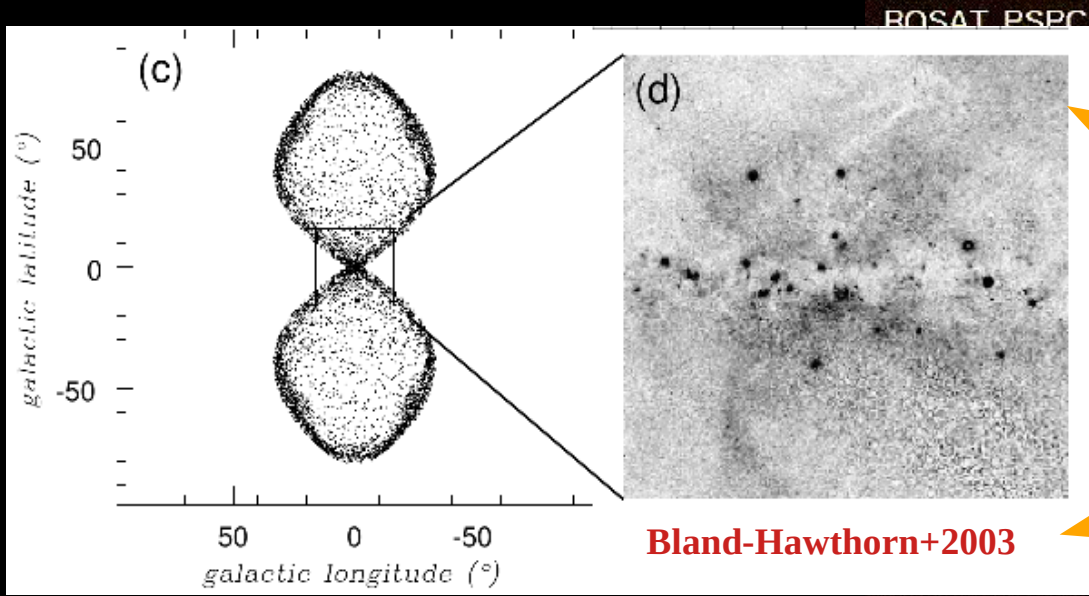 ROSAT PSPC
(c)
(d)
galactic latitude (°)
50
0
-50
50
0
-50
galactic longitude (°)
Bland-Hawthorn+2003